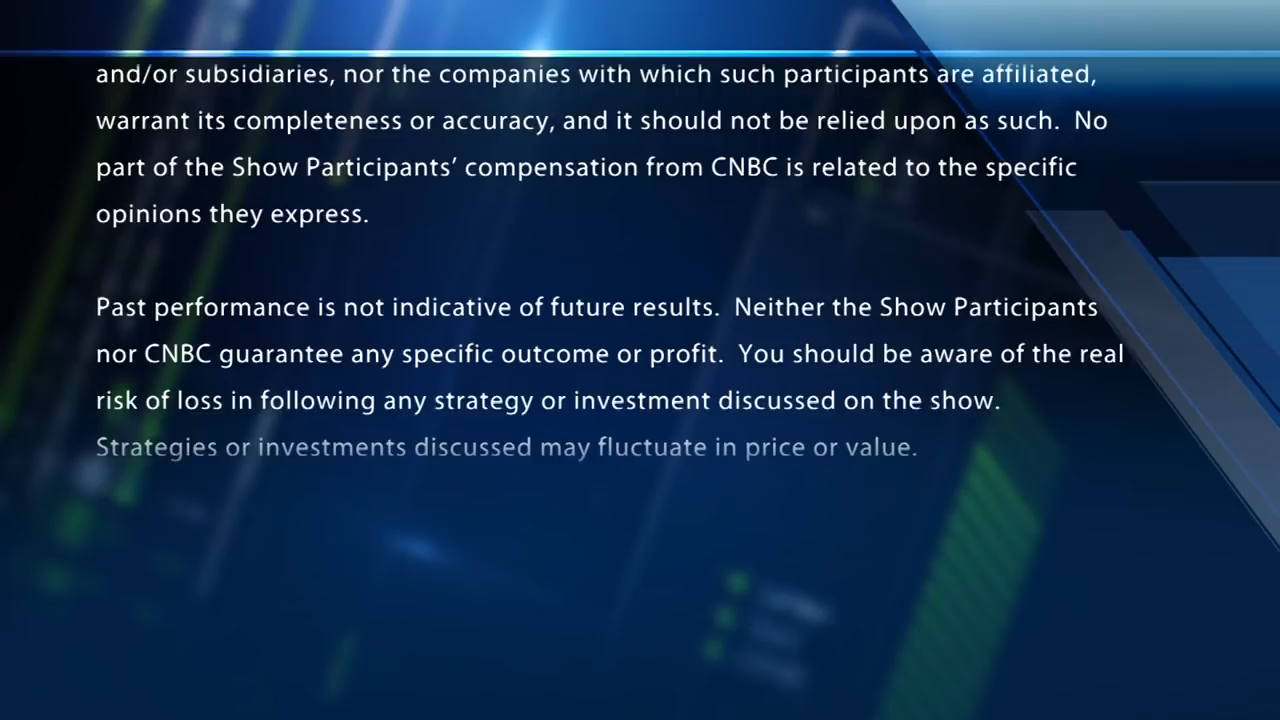 and/or subsidiaries, nor the companies with which such participants are affiliated,
warrant its completeness or accuracy, and it should not be relied upon as such.  No
part of the Show Participants’ compensation from CNBC is related to the specific
opinions they express.
Past performance is not indicative of future results.  Neither the Show Participants
nor CNBC guarantee any specific outcome or profit.  You should be aware of the real
risk of loss in following any strategy or investment discussed on the show.
Strategies or investments discussed may fluctuate in price or value.